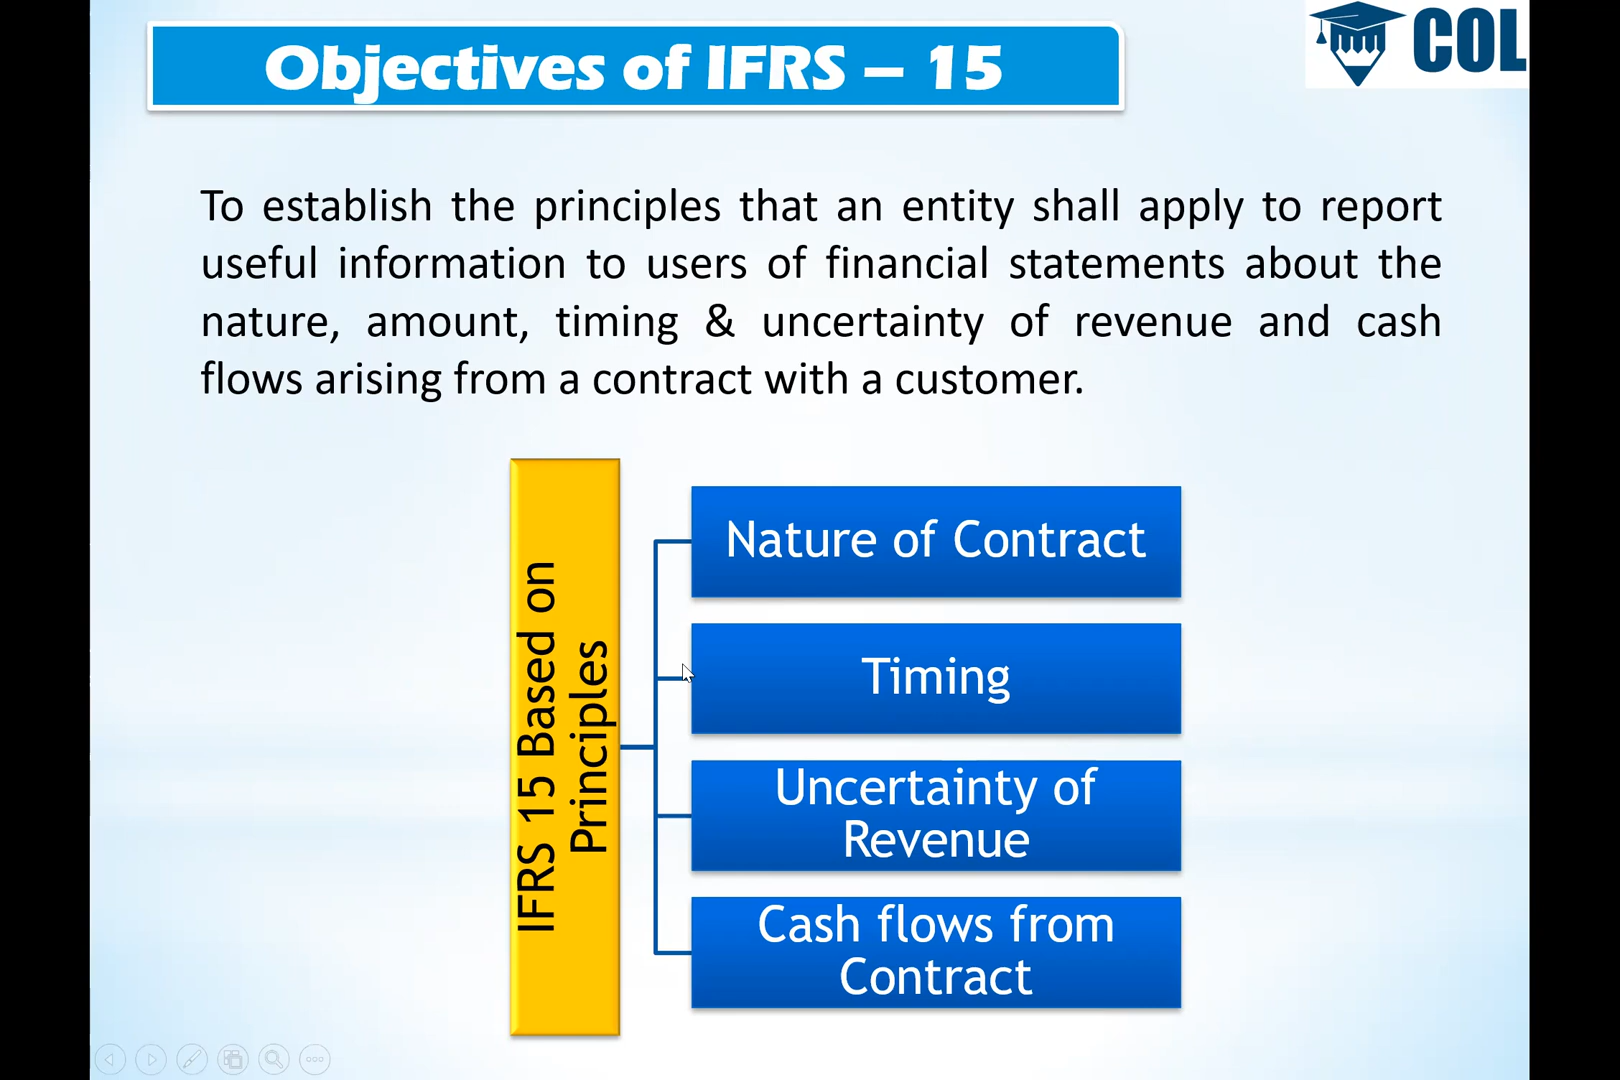 Objectives of IFRS – 15
COL
To establish the principles that an entity shall apply to report
useful information to users of financial statements about the
nature, amount, timing & uncertainty of revenue and cash
flows arising from a contract with a customer.
IFRS 15 Based on
Principles
Nature of Contract
Timing
Uncertainty of
Revenue
Cash flows from
Contract